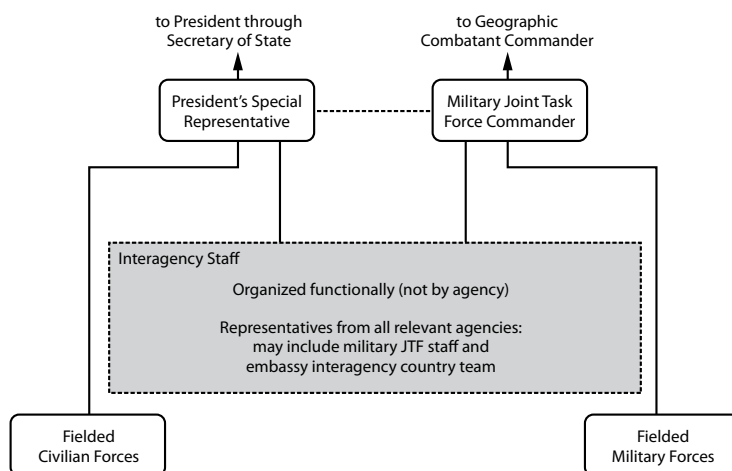 to President through
Secretary of State
to Geographic
Combatant Commander
President’s Special
Representative
Military Joint Task
Force Commander
Interagency Staff
Organized functionally (not by agency)
Representatives from all relevant agencies:
may include military JTF staff and
embassy interagency country team
Fielded
Civilian Forces
Fielded
Military Forces